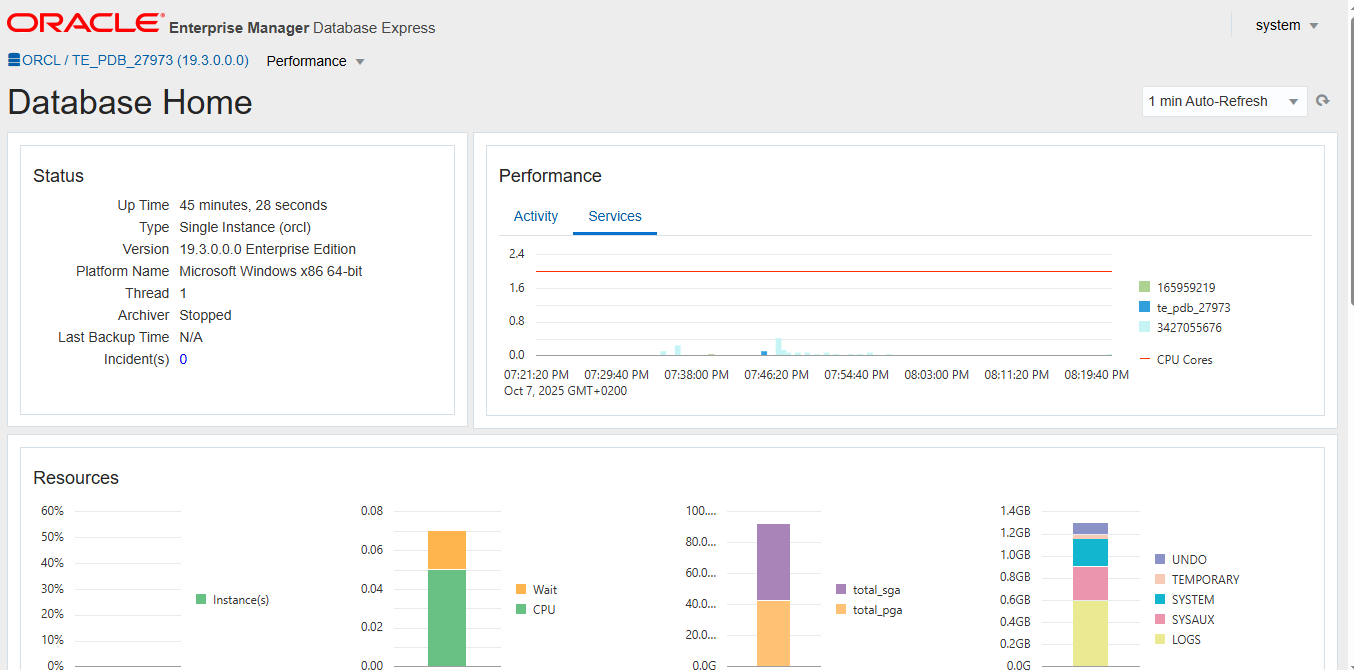 ORACLE® Enterprise Manager Database Express
system
ORCL / TE_PDB_27973 (19.3.0.0.0) Performance
Database Home
1 min Auto-Refresh
Status
Up Time 45 minutes, 28 seconds
Type Single Instance (orcl)
Version 19.3.0.0.0 Enterprise Edition
Platform Name Microsoft Windows x86 64-bit
Thread 1
Archiver Stopped
Last Backup Time N/A
Incident(s) 0
Performance
Activity Services
2.4
1.6
0.8
0.0
07:21:20 PM 07:29:40 PM 07:38:00 PM 07:46:20 PM 07:54:40 PM 08:03:00 PM 08:11:20 PM 08:19:40 PM
Oct 7, 2025 GMT+0200
165959219
te_pdb_27973
3427055676
CPU Cores
Resources
60%
50%
40%
30%
20%
10%
0%
Instance(s)
0.08
0.06
0.04
0.02
0.00
Wait
CPU
100....
80.0...
60.0...
40.0...
20.0...
0.0G
total_sga
total_pga
1.4GB
1.2GB
1.0GB
0.8GB
0.6GB
0.4GB
0.2GB
0.0G
UNDO
TEMPORARY
SYSTEM
SYSAUX
LOGS